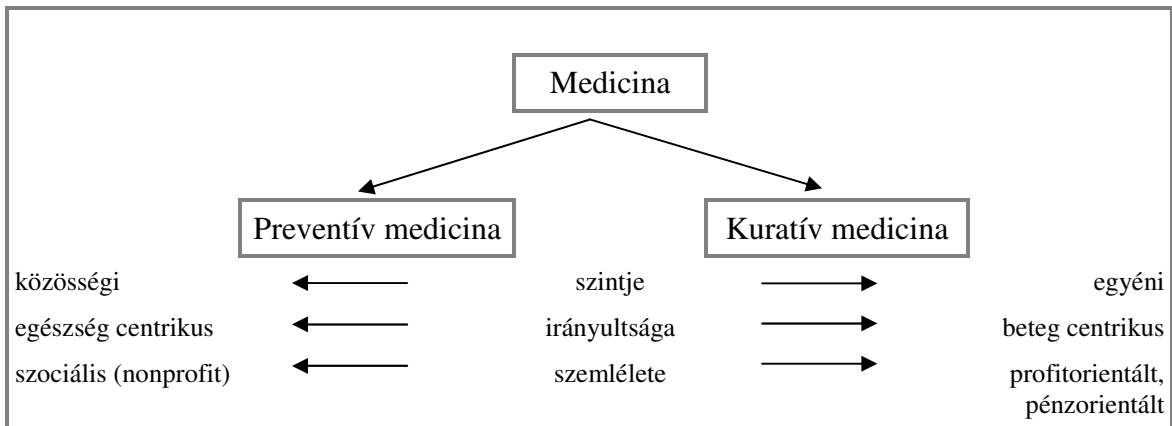 Medicina
Preventív medicina
Kuratív medicina
közösségi
szintje
egyéni
egészség centrikus
irányultsága
beteg centrikus
szociális (nonprofit)
szemlélete
profitorientált,
pénzorientált